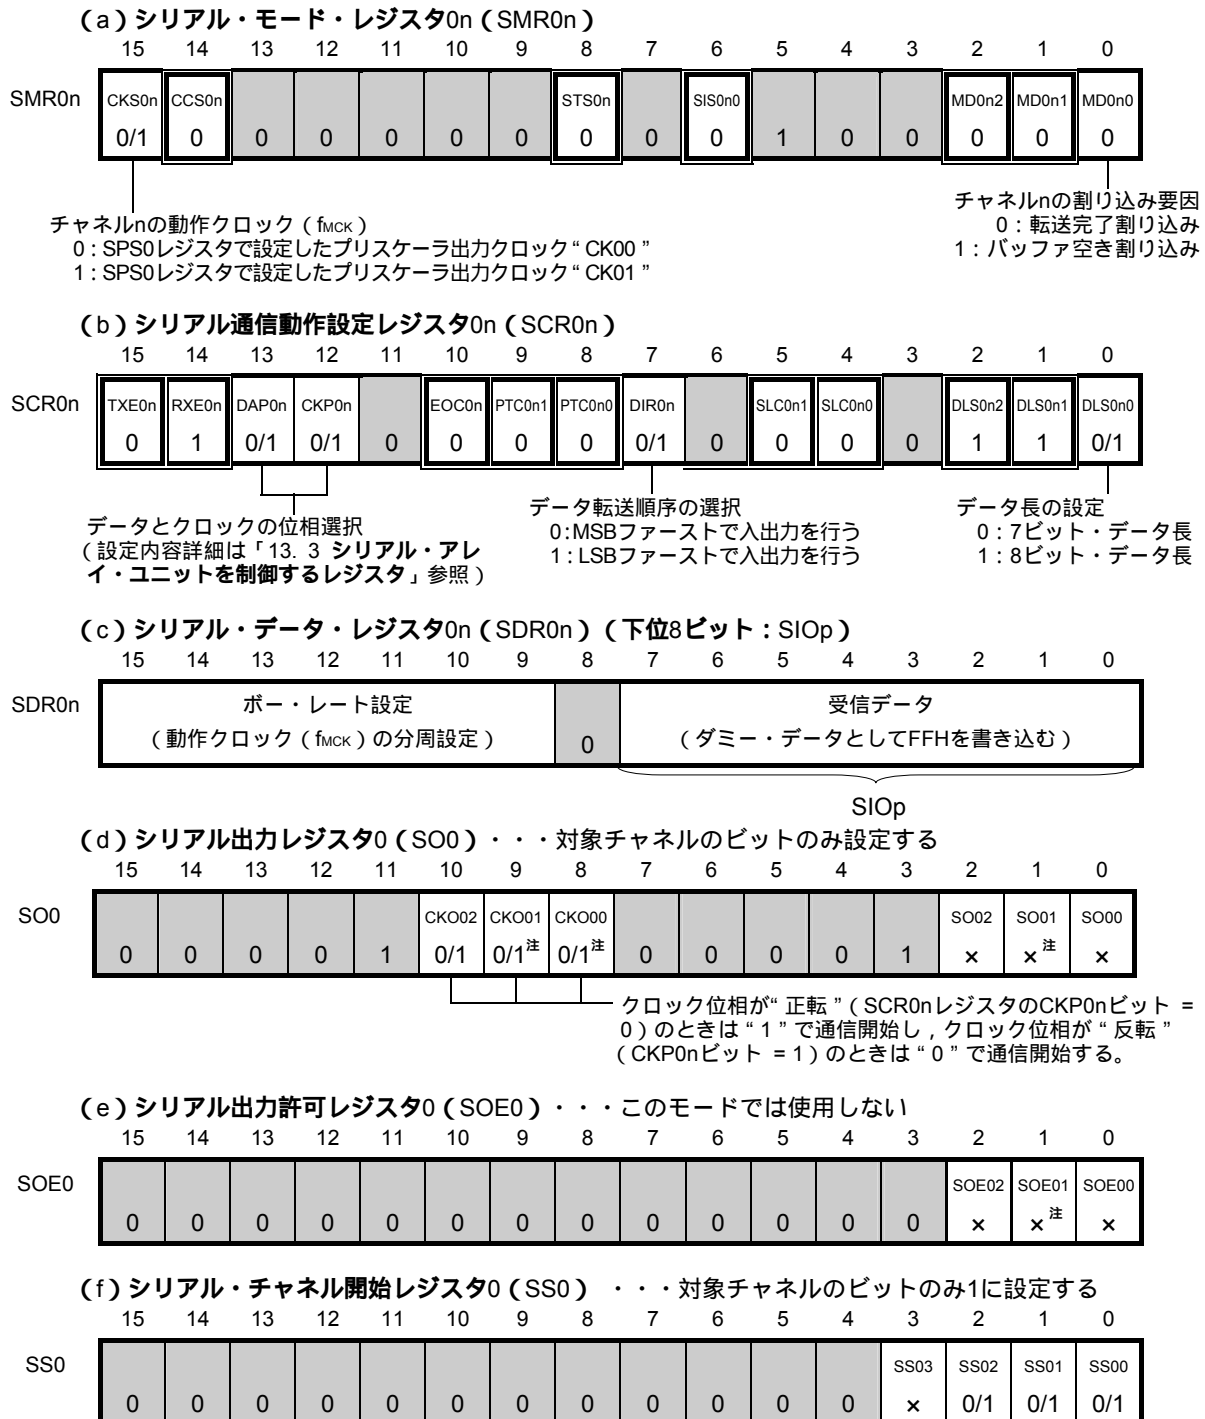 （a）シリアル・モード・レジスタ0n（SMR0n）
15 14 13 12 11 10 9 8 7 6 5 4 3 2 1 0
SMR0n CKS0n CCS0n STS0n SIS0n0 MD0n2 MD0n1 MD0n0
0/1 0 0 0 0 0 0 0 0 0 1 0 0 0 0 0
チャネルnの動作クロック（fMCK）
0：SPS0レジスタで設定したプリスケーラ出力クロック“CK00”
1：SPS0レジスタで設定したプリスケーラ出力クロック“CK01”
チャネルnの割り込み要因
0：転送完了割り込み
1：バッファ空き割り込み
（b）シリアル通信動作設定レジスタ0n（SCR0n）
15 14 13 12 11 10 9 8 7 6 5 4 3 2 1 0
SCR0n TXE0n RXE0n DAP0n CKP0n EOC0n PTC0n1 PTC0n0 DIR0n SLC0n1 SLC0n0 DLS0n2 DLS0n1 DLS0n0
0 1 0/1 0/1 0 0 0 0 0/1 0 0 0 0 1 1 0/1
データとクロックの位相選択
（設定内容詳細は「13. 3 シリアル・アレ
イ・ユニットを制御するレジスタ」参照）
データ転送順序の選択
0:MSBファーストで入出力を行う
1：LSBファーストで入出力を行う
データ長の設定
0：7ビット・データ長
1：8ビット・データ長
（c）シリアル・データ・レジスタ0n（SDR0n）（下位8ビット：SIOp）
15 14 13 12 11 10 9 8 7 6 5 4 3 2 1 0
SDR0n ボー・レート設定 受信データ
（動作クロック（fMCK）の分周設定） 0 （ダミー・データとしてFFHを書き込む）
SIOp
（d）シリアル出力レジスタ0（SO0）・・・対象チャネルのビットのみ設定する
15 14 13 12 11 10 9 8 7 6 5 4 3 2 1 0
SO0 CKO02 CKO01 CKO00 SO02 SO01 SO00
0 0 0 0 1 0/1 0/1注 0/1注 0 0 0 0 1 × ×注 ×
クロック位相が“正転”（SCR0nレジスタのCKP0nビット =
0）のときは“1”で通信開始し，クロック位相が“反転”
（CKP0nビット = 1）のときは“0”で通信開始する。
（e）シリアル出力許可レジスタ0（SOE0）・・・このモードでは使用しない
15 14 13 12 11 10 9 8 7 6 5 4 3 2 1 0
SOE0 SOE02 SOE01 SOE00
0 0 0 0 0 0 0 0 0 0 0 0 0 × ×注 ×
（f）シリアル・チャネル開始レジスタ0（SS0） ・・・対象チャネルのビットのみ1に設定する
15 14 13 12 11 10 9 8 7 6 5 4 3 2 1 0
SS0 SS03 SS02 SS01 SS00
0 0 0 0 0 0 0 0 0 0 0 0 × 0/1 0/1 0/1